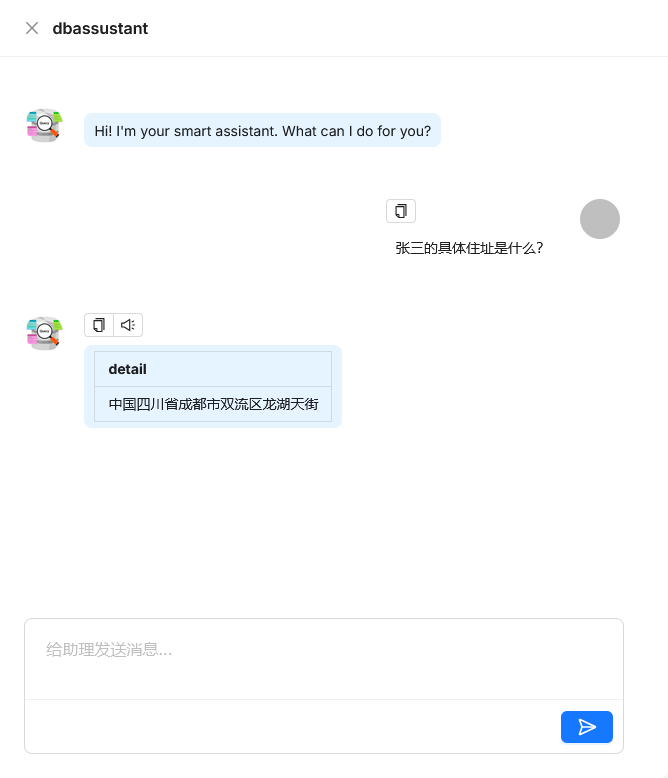 dbassustant
Hi! I'm your smart assistant. What can I do for you?
张三的具体住址是什么?
detail
中国四川省成都市双流区龙湖天街
给助理发送消息...